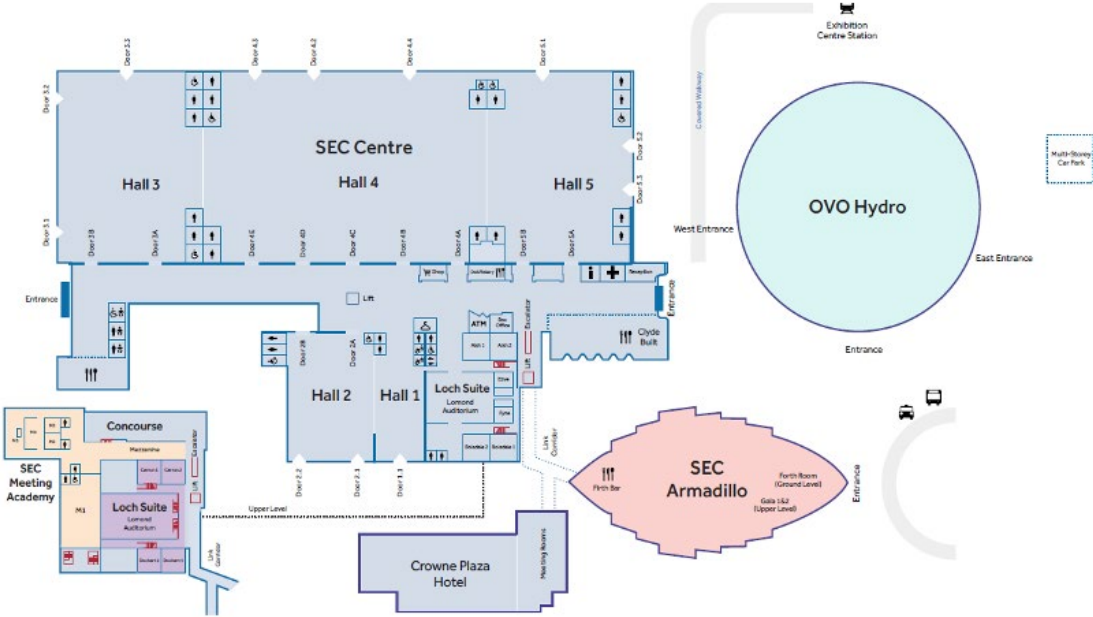 Exhibition
Centre Station
Covered Walkway
Multi-Storey
Car Park
OVO Hydro
West Entrance
East Entrance
Entrance
Door 3.3
Door 4.3
Door 4.2
Door 4.4
Door 5.1
Door 3.2
Door 5.2
Door 5.3
Door 3.1
SEC Centre
Hall 3
Hall 4
Hall 5
Door 3B
Door 3A
Door 4E
Door 4D
Door 4C
Door 4B
Door 4A
Door 5B
Door 5A
Shop
Reception
Entrance
Entrance
Lift
ATM
Box
Office
Escalator
Lift
Clyde
Built
Door 2B
Door 2A
Hall 2
Hall 1
Loch Suite
Lomond
Auditorium
Door 2.2
Door 2.1
Door 1.3
Link
Corridor
Upper Level
Concourse
Mezzanine
Escalator
Lift
SEC
Meeting
Academy
M1
Loch Suite
Lomond
Auditorium
Link
Corridor
SEC
Armadillo
Firth Bar
Forth Room
(Ground Level)
Gala 1&2
(Upper Level)
Entrance
Crowne Plaza
Hotel
Meeting Rooms